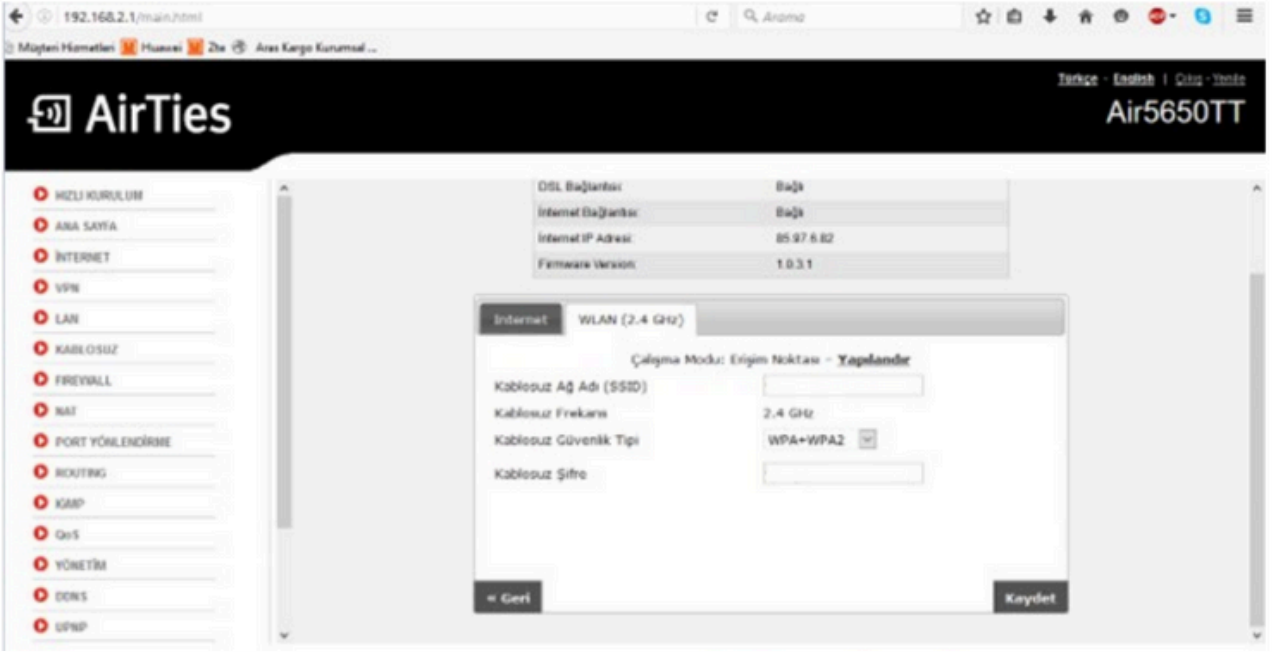 192.168.2.1/main.html
Arama
Müşteri Hizmetleri Huawei Zte Aras Kargo Kurumsal ...
Türkçe - English | Çıkış - Yenile
AirTies
Air5650TT
HIZLI KURULUM
ANA SAYFA
İNTERNET
VPN
LAN
KABLOSUZ
FIREWALL
NAT
PORT YÖNLENDİRME
ROUTING
IGMP
QoS
YÖNETİM
DDNS
UPNP
DSL Bağlantısı: Bağlı
İnternet Bağlantısı: Bağlı
İnternet IP Adresi: 85.97.6.82
Firmware Version: 1.0.3.1
Internet WLAN (2.4 GHz)
Çalışma Modu: Erişim Noktası - Yapılandır
Kablosuz Ağ Adı (SSID)
Kablosuz Frekans 2.4 GHz
Kablosuz Güvenlik Tipi WPA+WPA2
Kablosuz Şifre
« Geri Kaydet